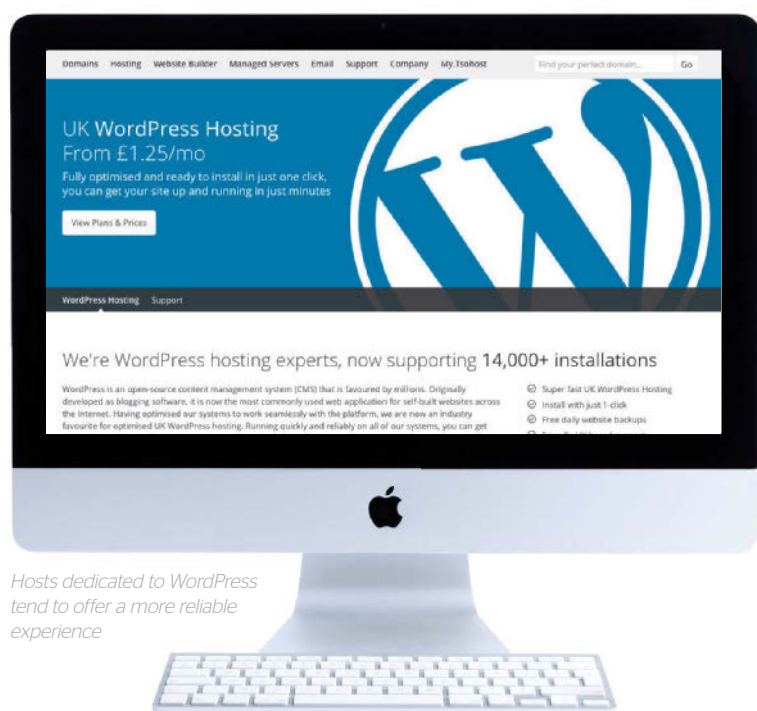 Domains Hosting Website Builder Managed Servers Email Support Company My Tsohost Find your perfect domain... Go
UK WordPress Hosting
From £1.25/mo
Fully optimised and ready to install in just one click,
you can get your site up and running in just minutes
View Plans & Prices
WordPress Hosting Support
We're WordPress hosting experts, now supporting 14,000+ installations
WordPress is an open-source content management system (CMS) that is favoured by millions. Originally
developed as blogging software, it is now the most commonly used web application for self-built websites across
the internet. Having optimised our systems to work seamlessly with the platform, we are now an industry
favourite for optimised UK WordPress hosting. Running quickly and reliably on all of our systems, you can get
Super fast UK WordPress Hosting
Install with just 1-click
Free daily website backups
Hosts dedicated to WordPress
tend to offer a more reliable
experience